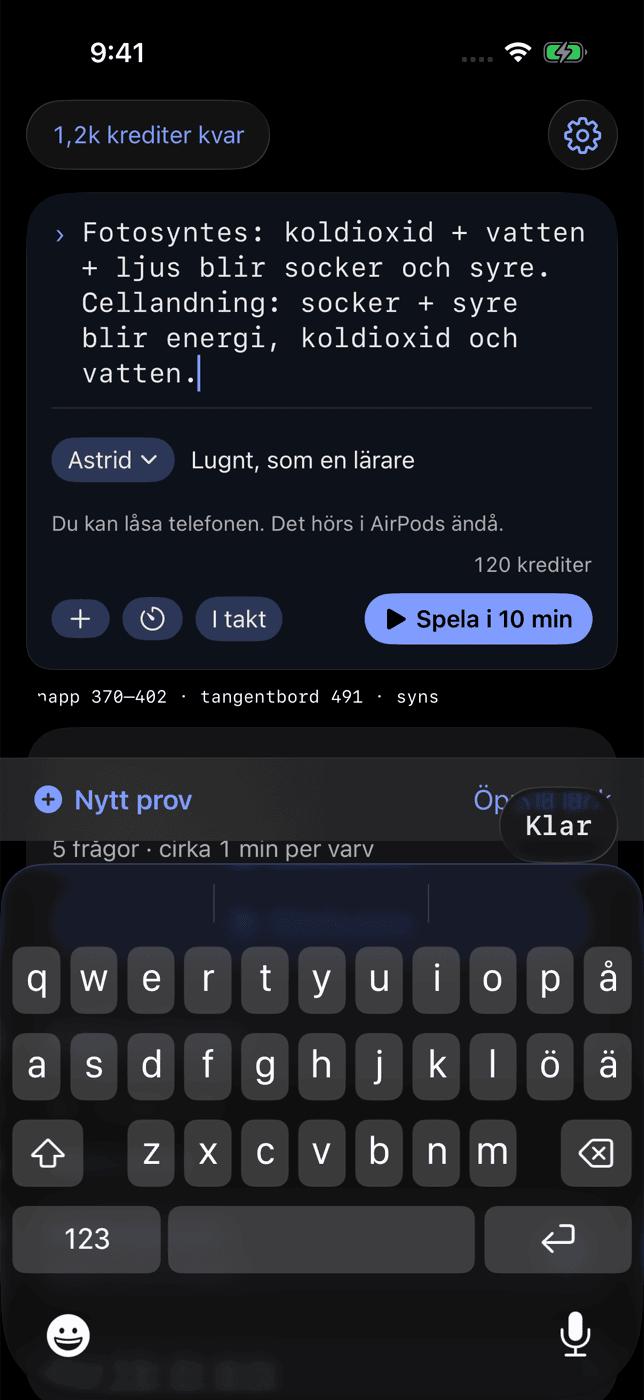 9:41
1,2k krediter kvar
› Fotosyntes: koldioxid + vatten
+ ljus blir socker och syre.
Cellandning: socker + syre
blir energi, koldioxid och
vatten.
Astrid Lugnt, som en lärare
Du kan låsa telefonen. Det hörs i AirPods ändå.
120 krediter
I takt Spela i 10 min
370–402 · tangentbord 491 · syns
Nytt prov
Klar
5 frågor · cirka 1 min per varv
q w e r t y u i o p å
a s d f g h j k l ö ä
z x c v b n m
123